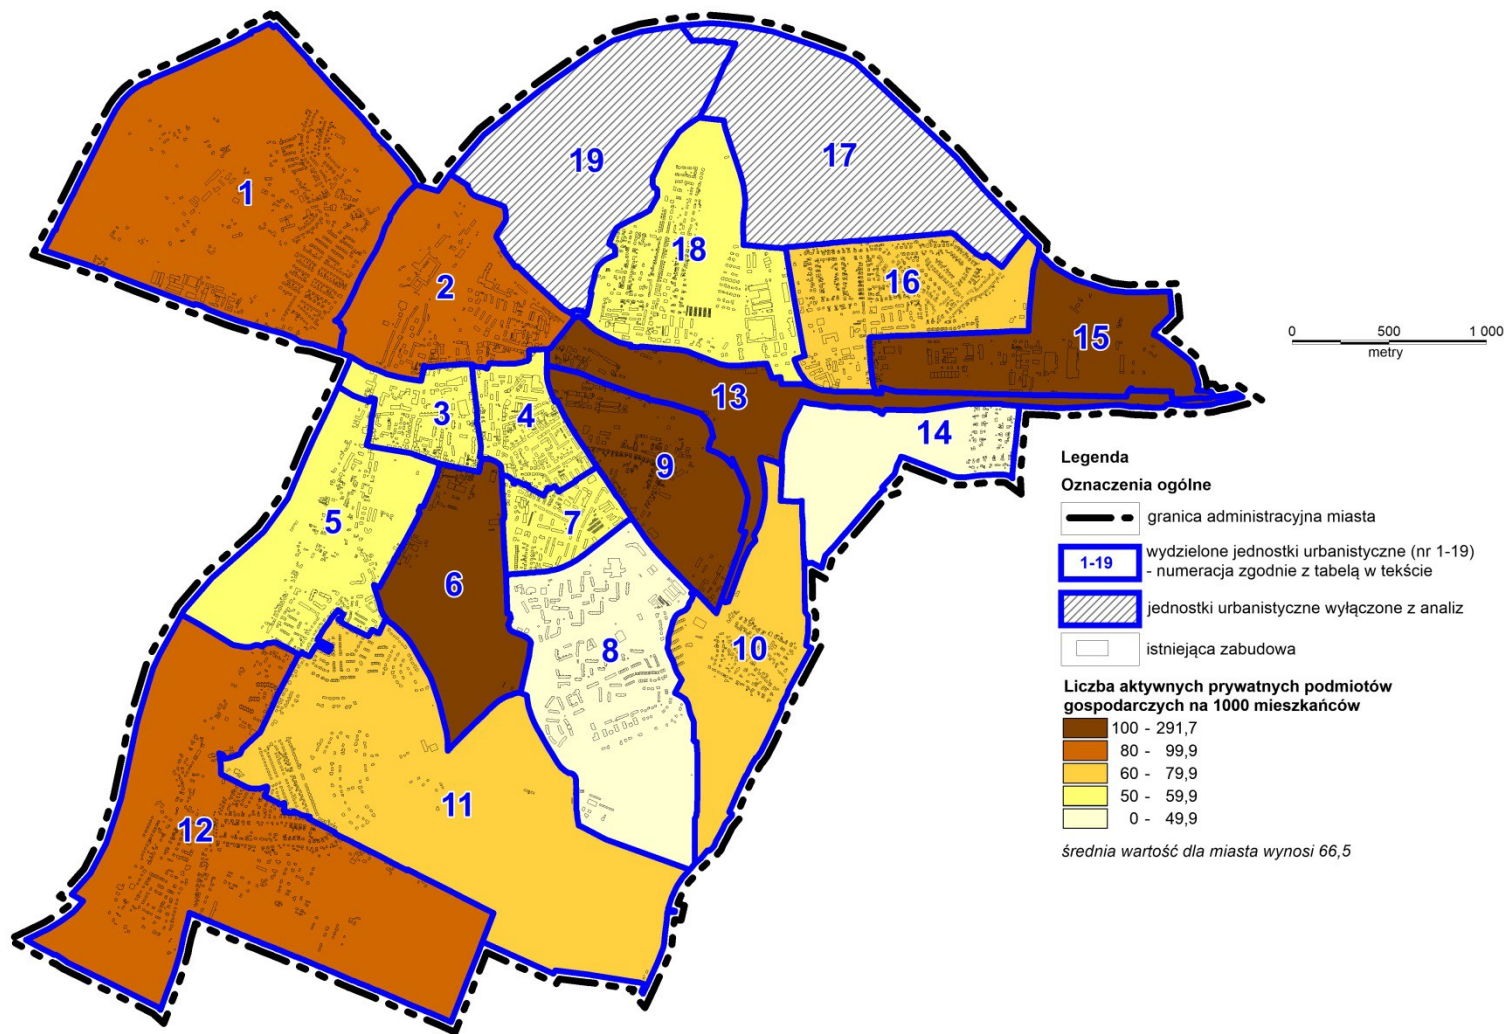 19
17
1
18
2
16
15
0 500 1 000
metry
13
3
4
14
9
5
7
6
8
10
11
12
Legenda
Oznaczenia ogólne
granica administracyjna miasta
1-19
wydzielone jednostki urbanistyczne (nr 1-19)
- numeracja zgodnie z tabelą w tekście
jednostki urbanistyczne wyłączone z analiz
istniejąca zabudowa
Liczba aktywnych prywatnych podmiotów
gospodarczych na 1000 mieszkańców
100 - 291,7
80 - 99,9
60 - 79,9
50 - 59,9
0 - 49,9
średnia wartość dla miasta wynosi 66,5